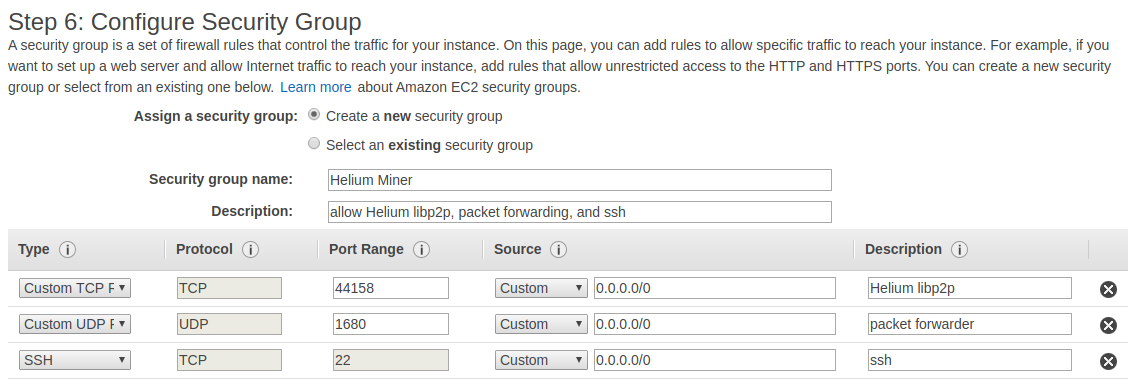 Step 6: Configure Security Group
A security group is a set of firewall rules that control the traffic for your instance. On this page, you can add rules to allow specific traffic to reach your instance. For example, if you
want to set up a web server and allow Internet traffic to reach your instance, add rules that allow unrestricted access to the HTTP and HTTPS ports. You can create a new security
group or select from an existing one below. Learn more about Amazon EC2 security groups.
Assign a security group: Create a new security group
Select an existing security group
Security group name: Helium Miner
Description: allow Helium libp2p, packet forwarding, and ssh
Type i Protocol i Port Range i Source i Description i
Custom TCP F TCP 44158 Custom 0.0.0.0/0 Helium libp2p
Custom UDP F UDP 1680 Custom 0.0.0.0/0 packet forwarder
SSH TCP 22 Custom 0.0.0.0/0 ssh